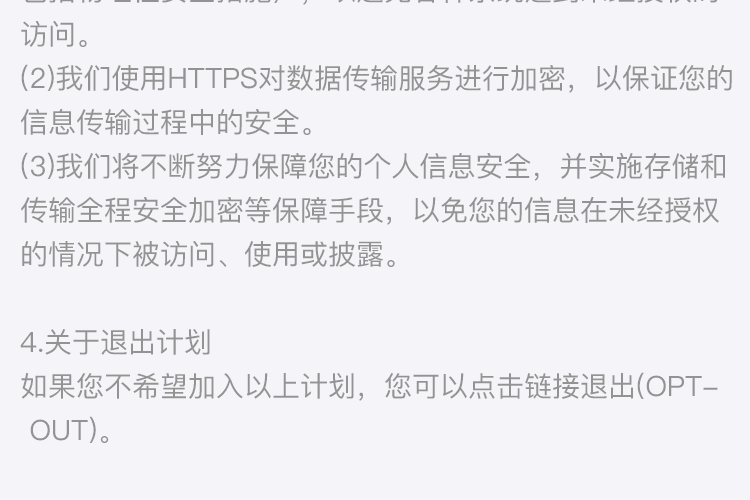 访问。
(2)我们使用HTTPS对数据传输服务进行加密，以保证您的
信息传输过程中的安全。
(3)我们将不断努力保障您的个人信息安全，并实施存储和
传输全程安全加密等保障手段，以免您的信息在未经授权
的情况下被访问、使用或披露。
4.关于退出计划
如果您不希望加入以上计划，您可以点击链接退出(OPT-
OUT)。